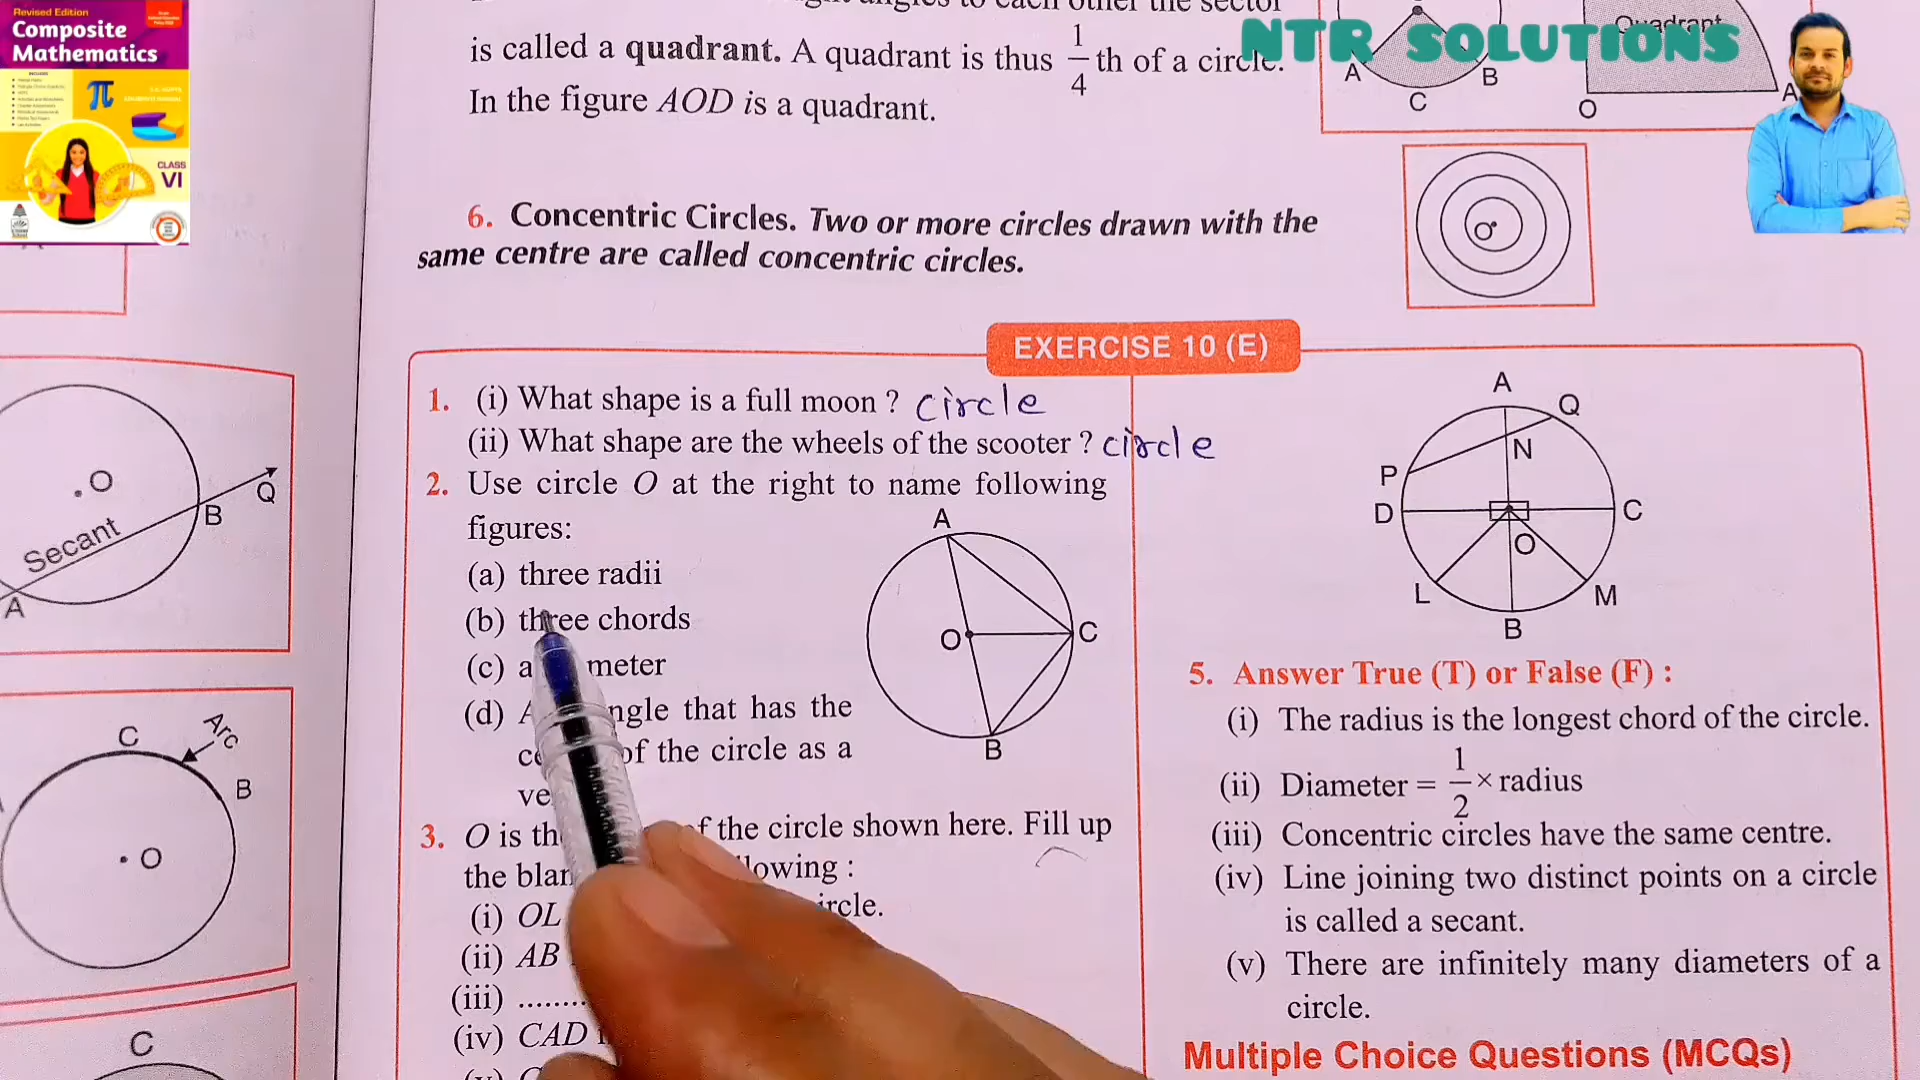 Revised Edition
Composite
Mathematics
CLASS
VI
NTR SOLUTIONS
is called a quadrant. A quadrant is thus 1/4 th of a circle.
In the figure AOD is a quadrant.
A
B
C
Quadrant
O
A
6. Concentric Circles. Two or more circles drawn with the
same centre are called concentric circles.
O
EXERCISE 10 (E)
1. (i) What shape is a full moon ? circle
(ii) What shape are the wheels of the scooter ? circle
2. Use circle O at the right to name following
figures:
(a) three radii
(b) three chords
(c) a meter
(d) ngle that has the
of the circle as a
3. O is th f the circle shown here. Fill up
the blan owing :
(i) OL ircle.
(ii) AB
(iii) ........
(iv) CAD
A
O
C
B
A
Q
N
P
D
C
O
L
M
B
5. Answer True (T) or False (F) :
(i) The radius is the longest chord of the circle.
(ii) Diameter = 1/2 × radius
(iii) Concentric circles have the same centre.
(iv) Line joining two distinct points on a circle
is called a secant.
(v) There are infinitely many diameters of a
circle.
Multiple Choice Questions (MCQs)
O
Q
B
Secant
A
C
Arc
B
O
C